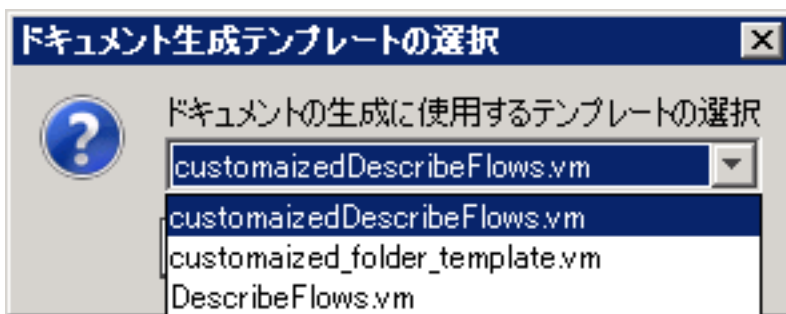 ドキュメント生成テンプレートの選択
ドキュメントの生成に使用するテンプレートの選択
customaizedDescribeFlows.vm
customaizedDescribeFlows.vm
customaized_folder_template.vm
DescribeFlows.vm